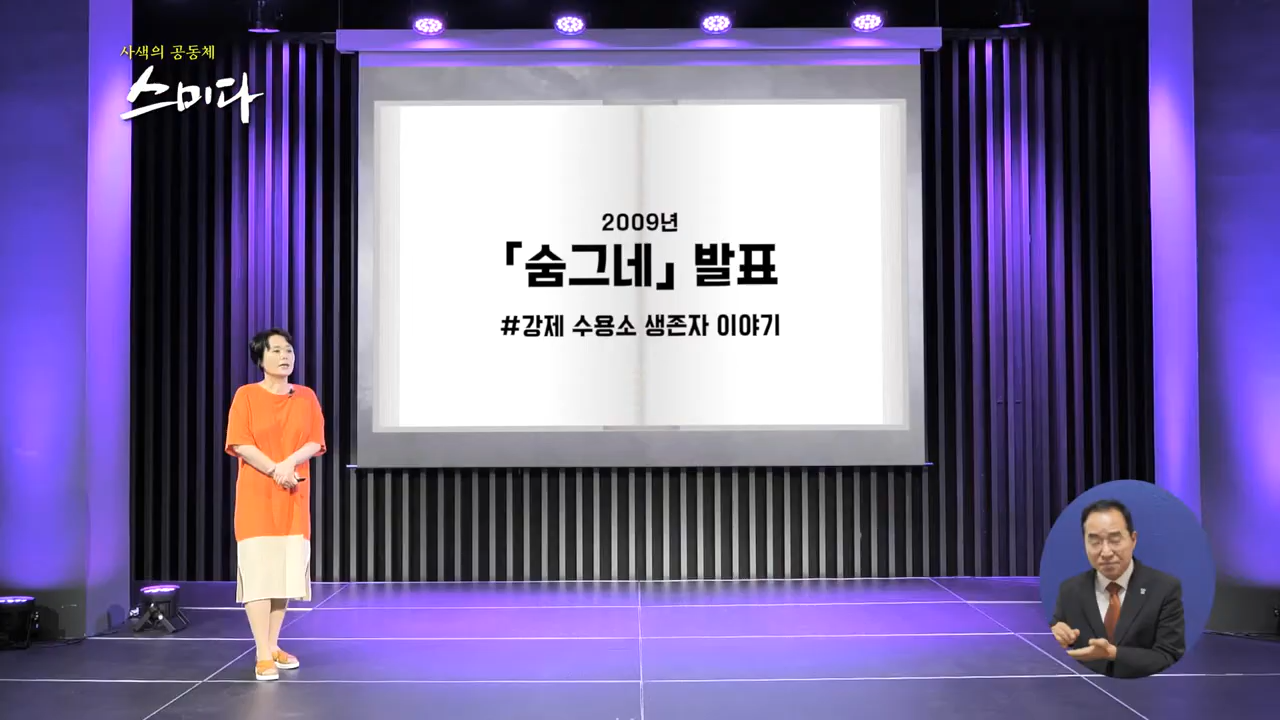 사색의 공동체
스미다
2009년
「숨그네」 발표
#강제 수용소 생존자 이야기